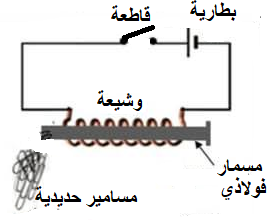 بطارية
قاطعة
وشيعة
مسمار
فولاذي
مسامير حديدية